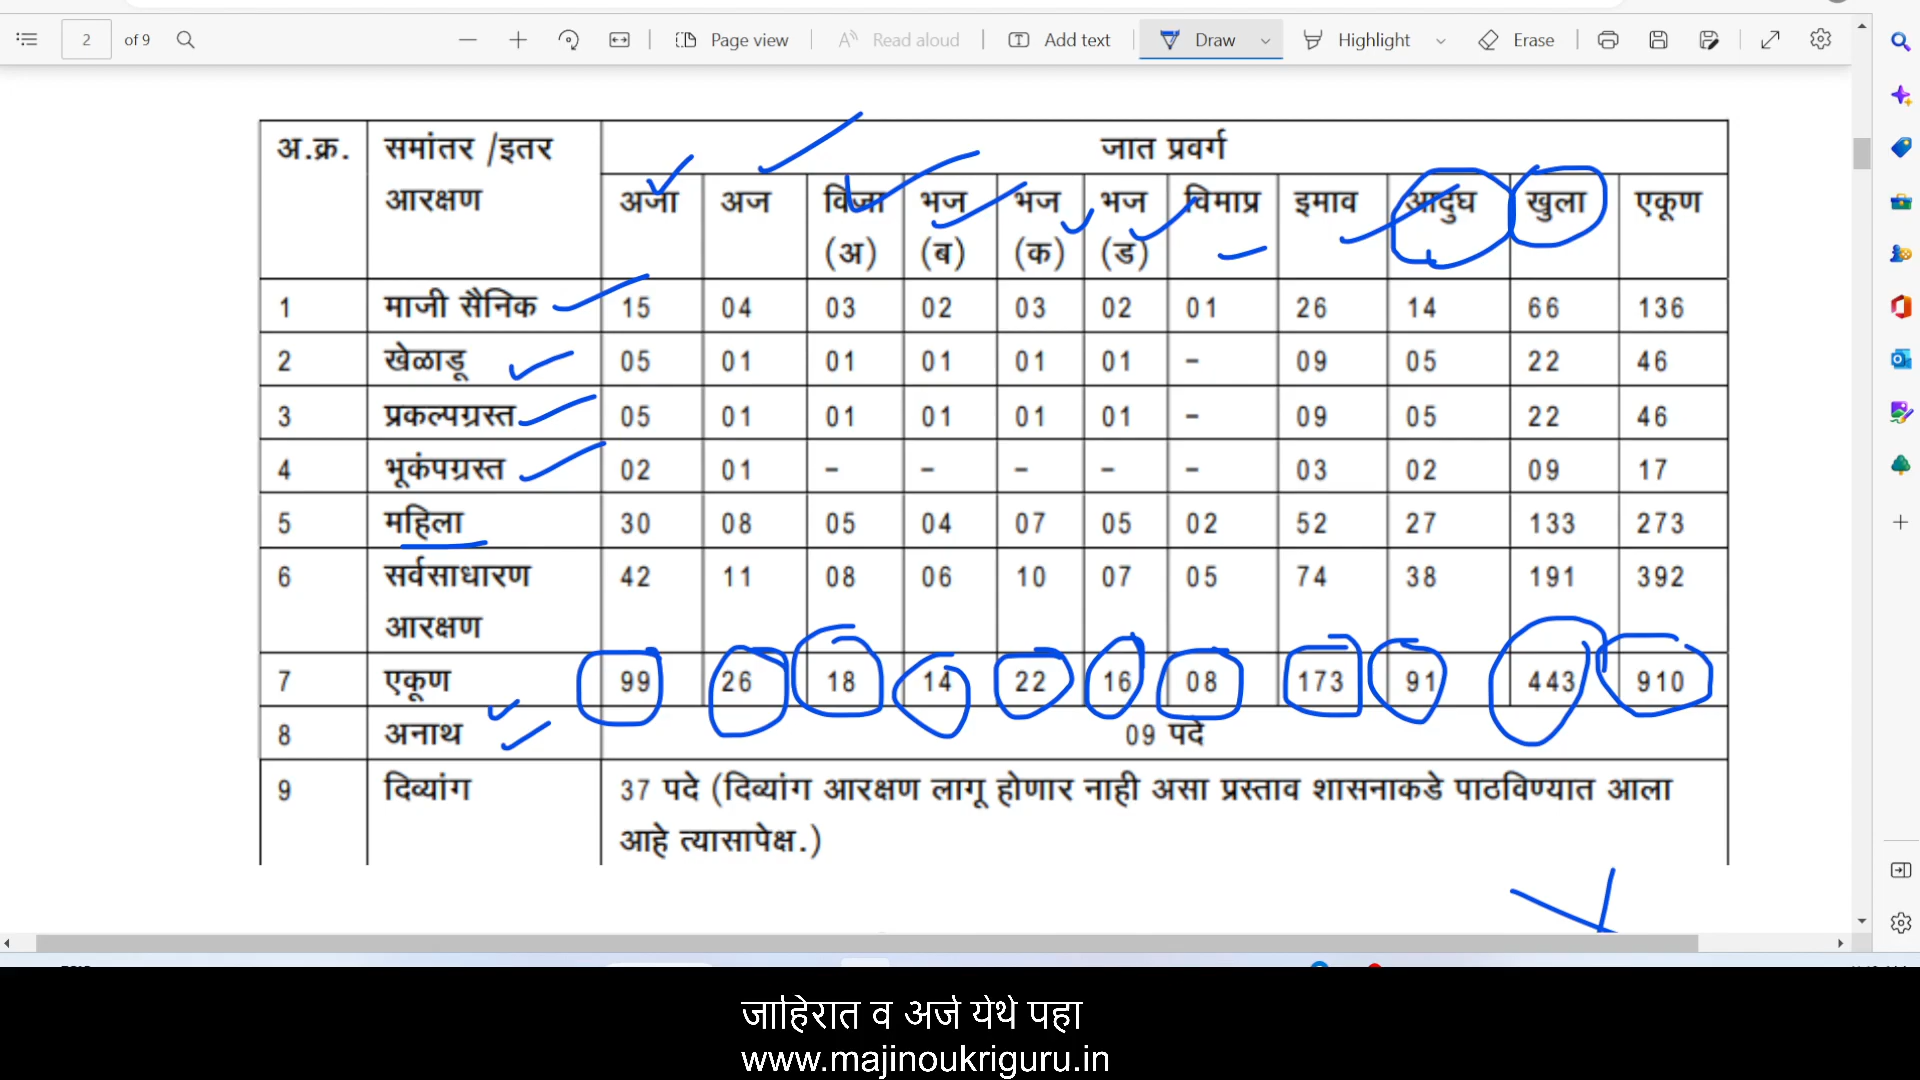 2 of 9 Page view Read aloud Add text Draw Highlight Erase
अ.क्र. समांतर /इतर आरक्षण जात प्रवर्ग
अजा अज विजा (अ) भज (ब) भज (क) भज (ड) विमाप्र इमाव आदुघ खुला एकूण
1 माजी सैनिक 15 04 03 02 03 02 01 26 14 66 136
2 खेळाडू 05 01 01 01 01 01 – 09 05 22 46
3 प्रकल्पग्रस्त 05 01 01 01 01 01 – 09 05 22 46
4 भूकंपग्रस्त 02 01 – – – – – 03 02 09 17
5 महिला 30 08 05 04 07 05 02 52 27 133 273
6 सर्वसाधारण आरक्षण 42 11 08 06 10 07 05 74 38 191 392
7 एकूण 99 26 18 14 22 16 08 173 91 443 910
8 अनाथ 09 पदे
9 दिव्यांग 37 पदे (दिव्यांग आरक्षण लागू होणार नाही असा प्रस्ताव शासनाकडे पाठविण्यात आला
आहे त्यासापेक्ष.)
जाहिरात व अर्ज येथे पहा
www.majinoukriguru.in